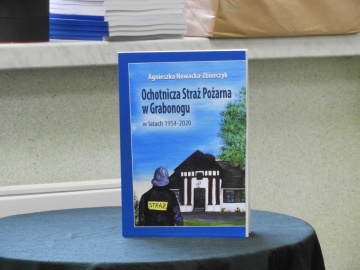 Agnieszka Nowacka-Zbierczyk
Ochotnicza Straż Pożarna
w Grabonogu
w latach 1954-2020
STRAŻ